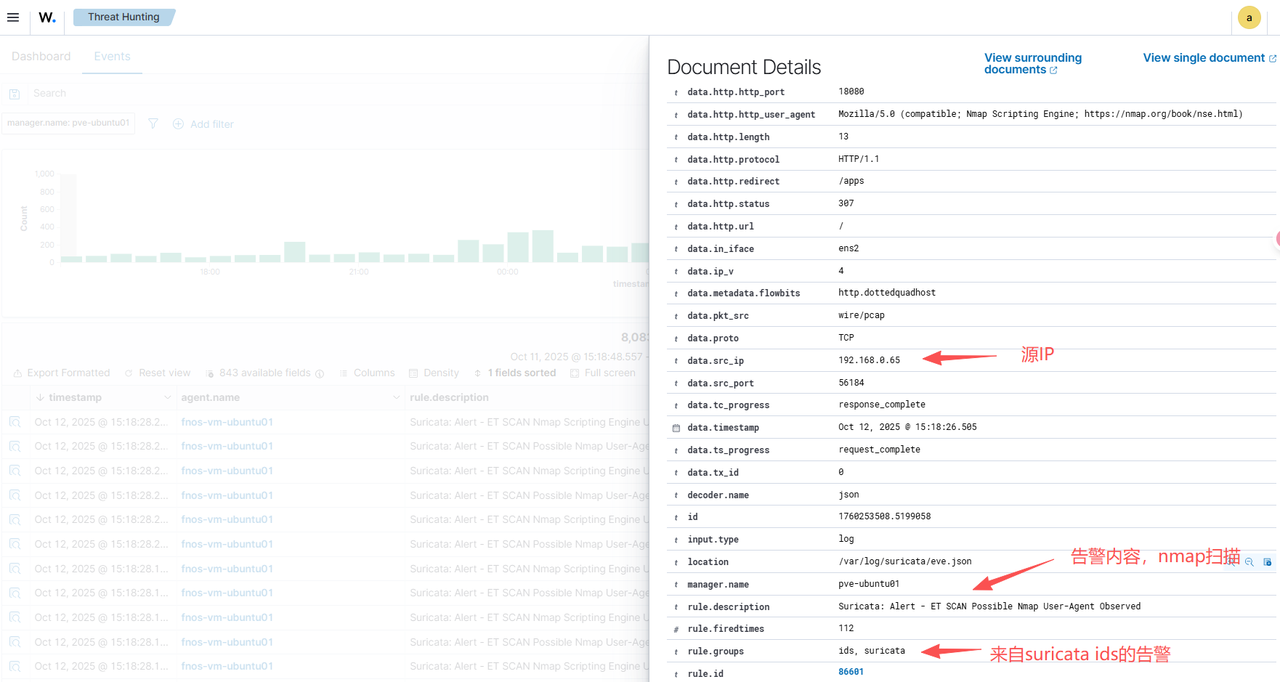 W.
Threat Hunting
a
Dashboard
Events
Search
manager.name: pve-ubuntu01
Add filter
Count
1,000
800
600
400
200
0
18:00
21:00
00:00
Oct 11, 2025 @ 15:18:48.557 -
Export Formatted
Reset view
843 available fields
Columns
Density
1 fields sorted
Full screen
timestamp
agent.name
rule.description
Oct 12, 2025 @ 15:18:28.2... fnos-vm-ubuntu01 Suricata: Alert - ET SCAN Nmap Scripting Engine
Oct 12, 2025 @ 15:18:28.2... fnos-vm-ubuntu01 Suricata: Alert - ET SCAN Possible Nmap User-Age
Oct 12, 2025 @ 15:18:28.2... fnos-vm-ubuntu01 Suricata: Alert - ET SCAN Nmap Scripting Engine
Oct 12, 2025 @ 15:18:28.2... fnos-vm-ubuntu01 Suricata: Alert - ET SCAN Possible Nmap User-Age
Oct 12, 2025 @ 15:18:28.2... fnos-vm-ubuntu01 Suricata: Alert - ET SCAN Nmap Scripting Engine
Oct 12, 2025 @ 15:18:28.1... fnos-vm-ubuntu01 Suricata: Alert - ET SCAN Possible Nmap User-Age
Oct 12, 2025 @ 15:18:28.1... fnos-vm-ubuntu01 Suricata: Alert - ET SCAN Nmap Scripting Engine
Oct 12, 2025 @ 15:18:28.1... fnos-vm-ubuntu01 Suricata: Alert - ET SCAN Possible Nmap User-Age
Oct 12, 2025 @ 15:18:28.1... fnos-vm-ubuntu01 Suricata: Alert - ET SCAN Nmap Scripting Engine
Oct 12, 2025 @ 15:18:28.1... fnos-vm-ubuntu01 Suricata: Alert - ET SCAN Possible Nmap User-Age
Oct 12, 2025 @ 15:18:28.1... fnos-vm-ubuntu01 Suricata: Alert - ET SCAN Nmap Scripting Engine
Document Details
View surrounding
documents
View single document
t data.http.http_port 18080
t data.http.http_user_agent Mozilla/5.0 (compatible; Nmap Scripting Engine; https://nmap.org/book/nse.html)
t data.http.length 13
t data.http.protocol HTTP/1.1
t data.http.redirect /apps
t data.http.status 307
t data.http.url /
t data.in_iface ens2
t data.ip_v 4
t data.metadata.flowbits http.dottedquadhost
t data.pkt_src wire/pcap
t data.proto TCP
t data.src_ip 192.168.0.65
源IP
t data.src_port 56184
t data.tc_progress response_complete
data.timestamp Oct 12, 2025 @ 15:18:26.505
t data.ts_progress request_complete
t data.tx_id 0
t decoder.name json
t id 1760253508.5199058
t input.type log
t location /var/log/suricata/eve.json
告警内容，nmap扫描
t manager.name pve-ubuntu01
t rule.description Suricata: Alert - ET SCAN Possible Nmap User-Agent Observed
# rule.firedtimes 112
t rule.groups ids, suricata
来自suricata ids的告警
t rule.id 86601